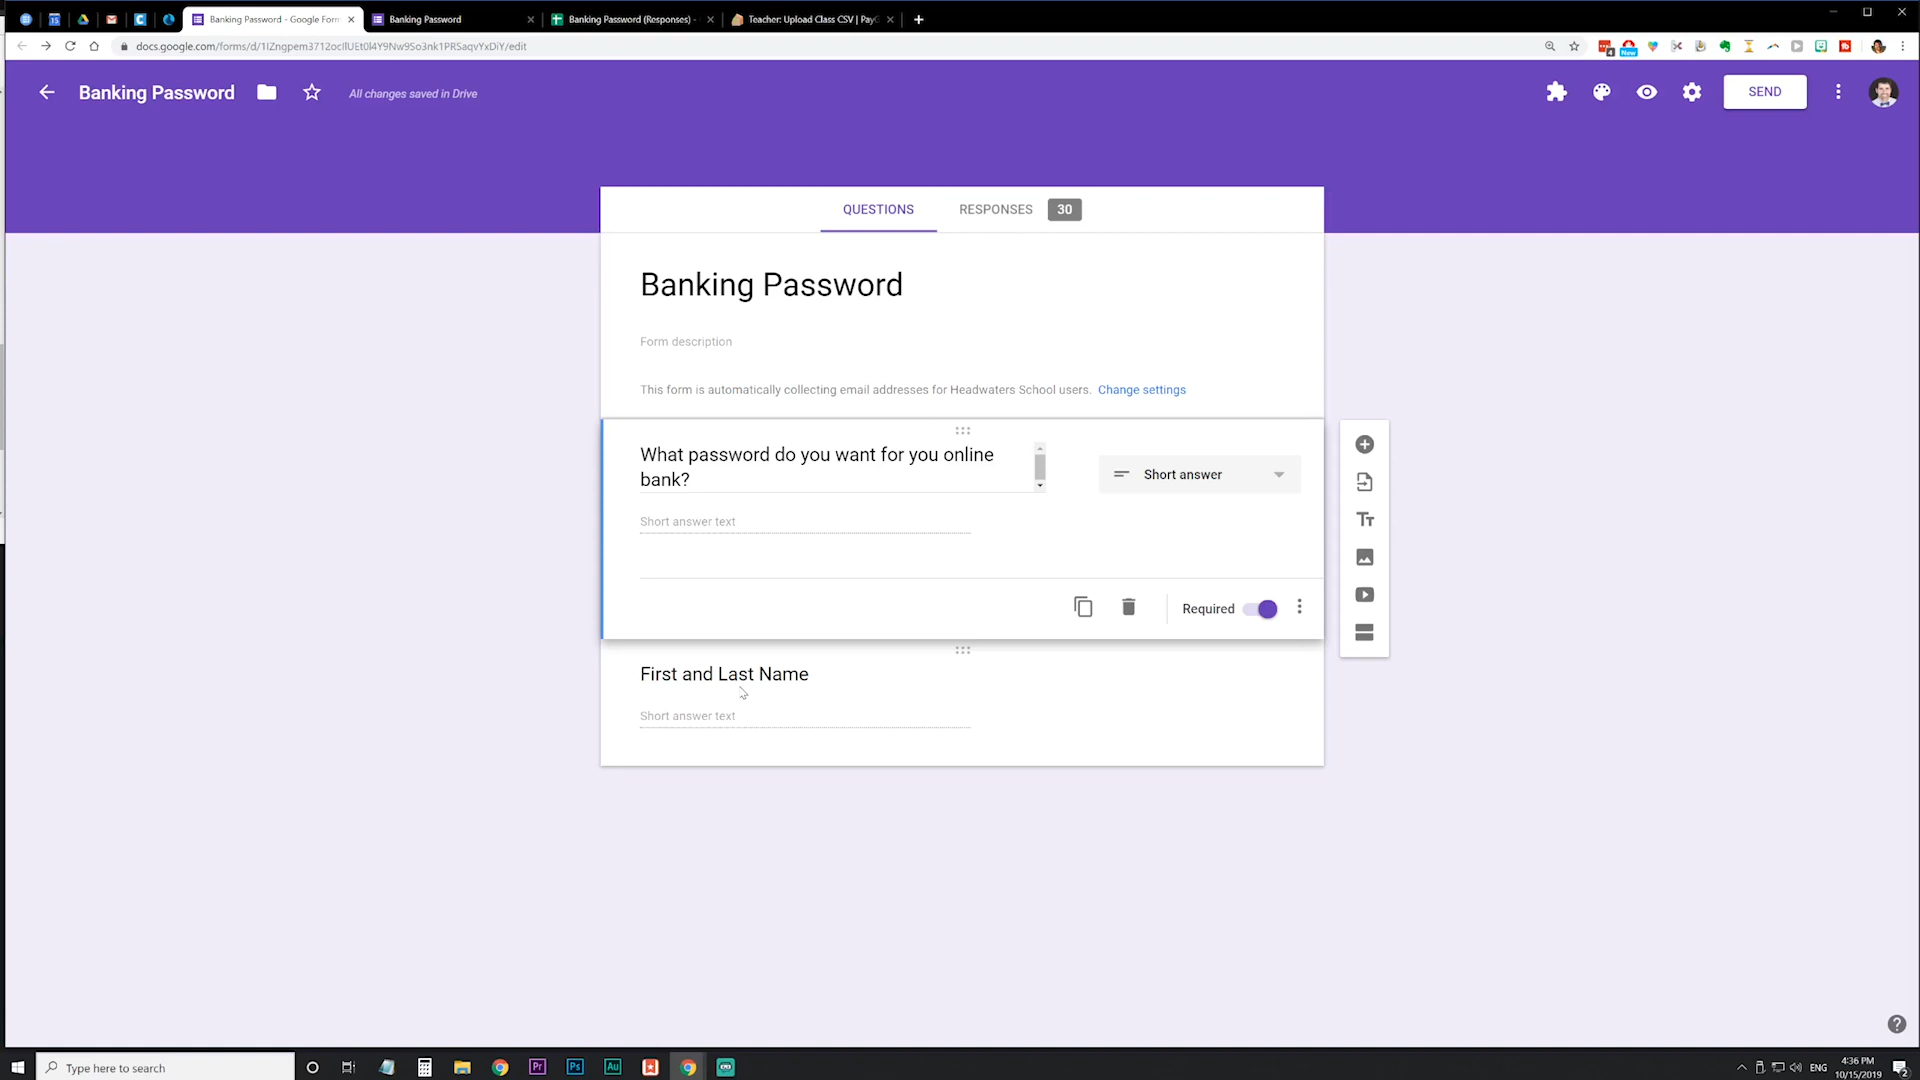 Banking Password - Google Form
Banking Password
Banking Password (Responses) -
Teacher: Upload Class CSV | Pay
Banking Password
All changes saved in Drive
SEND
QUESTIONS
RESPONSES
30
Banking Password
Form description
This form is automatically collecting email addresses for Headwaters School users. Change settings
What password do you want for you online
bank?
Short answer
Short answer text
Required
First and Last Name
Short answer text
Type here to search
ENG
4:36 PM
10/15/2019